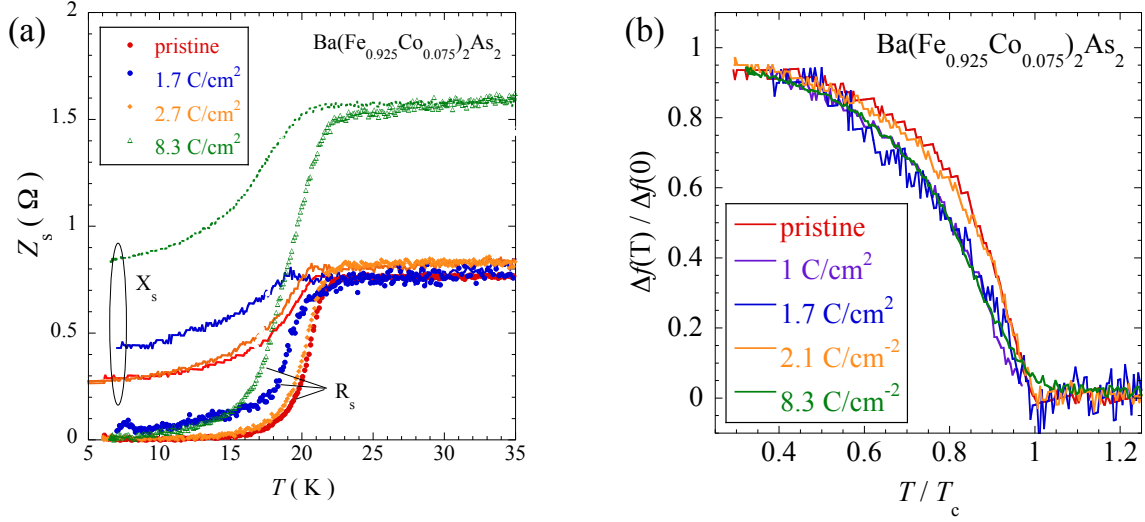 (a)
pristine
1.7 C/cm²
2.7 C/cm²
8.3 C/cm²
Ba(Fe₀.₉₂₅Co₀.₀₇₅)₂As₂
2
1.5
1
0.5
0
Zₛ ( Ω )
Xₛ
Rₛ
5 10 15 20 25 30 35
T ( K )
(b)
Ba(Fe₀.₉₂₅Co₀.₀₇₅)₂As₂
1
0.8
0.6
0.4
0.2
0
Δf(T) / Δf(0)
pristine
1 C/cm²
1.7 C/cm²
2.1 C/cm⁻²
8.3 C/cm⁻²
0.4 0.6 0.8 1 1.2
T / T꜀